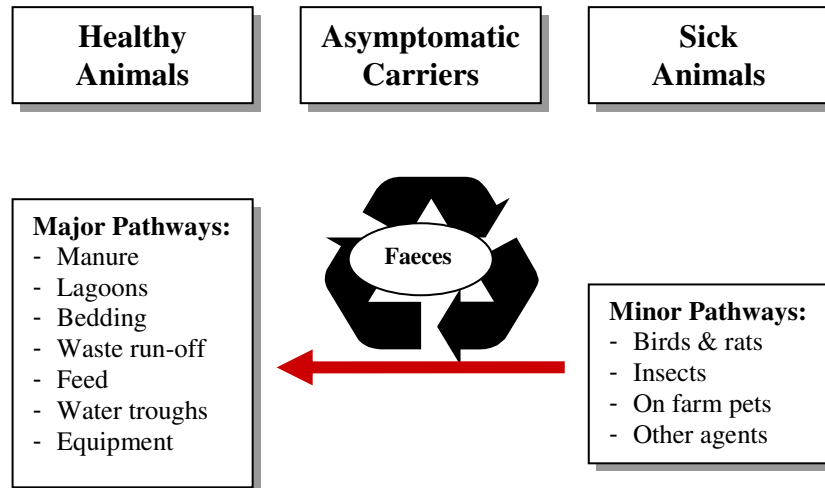 Healthy
Animals
Asymptomatic
Carriers
Sick
Animals
Major Pathways:
- Manure
- Lagoons
- Bedding
- Waste run-off
- Feed
- Water troughs
- Equipment
Faeces
Minor Pathways:
- Birds & rats
- Insects
- On farm pets
- Other agents